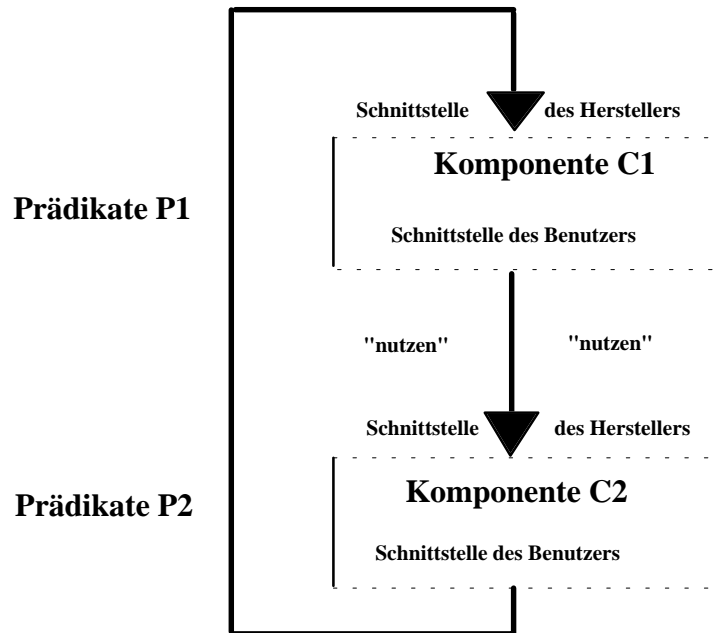 Schnittstelle des Herstellers
Komponente C1
Prädikate P1
Schnittstelle des Benutzers
"nutzen" "nutzen"
Schnittstelle des Herstellers
Komponente C2
Prädikate P2
Schnittstelle des Benutzers